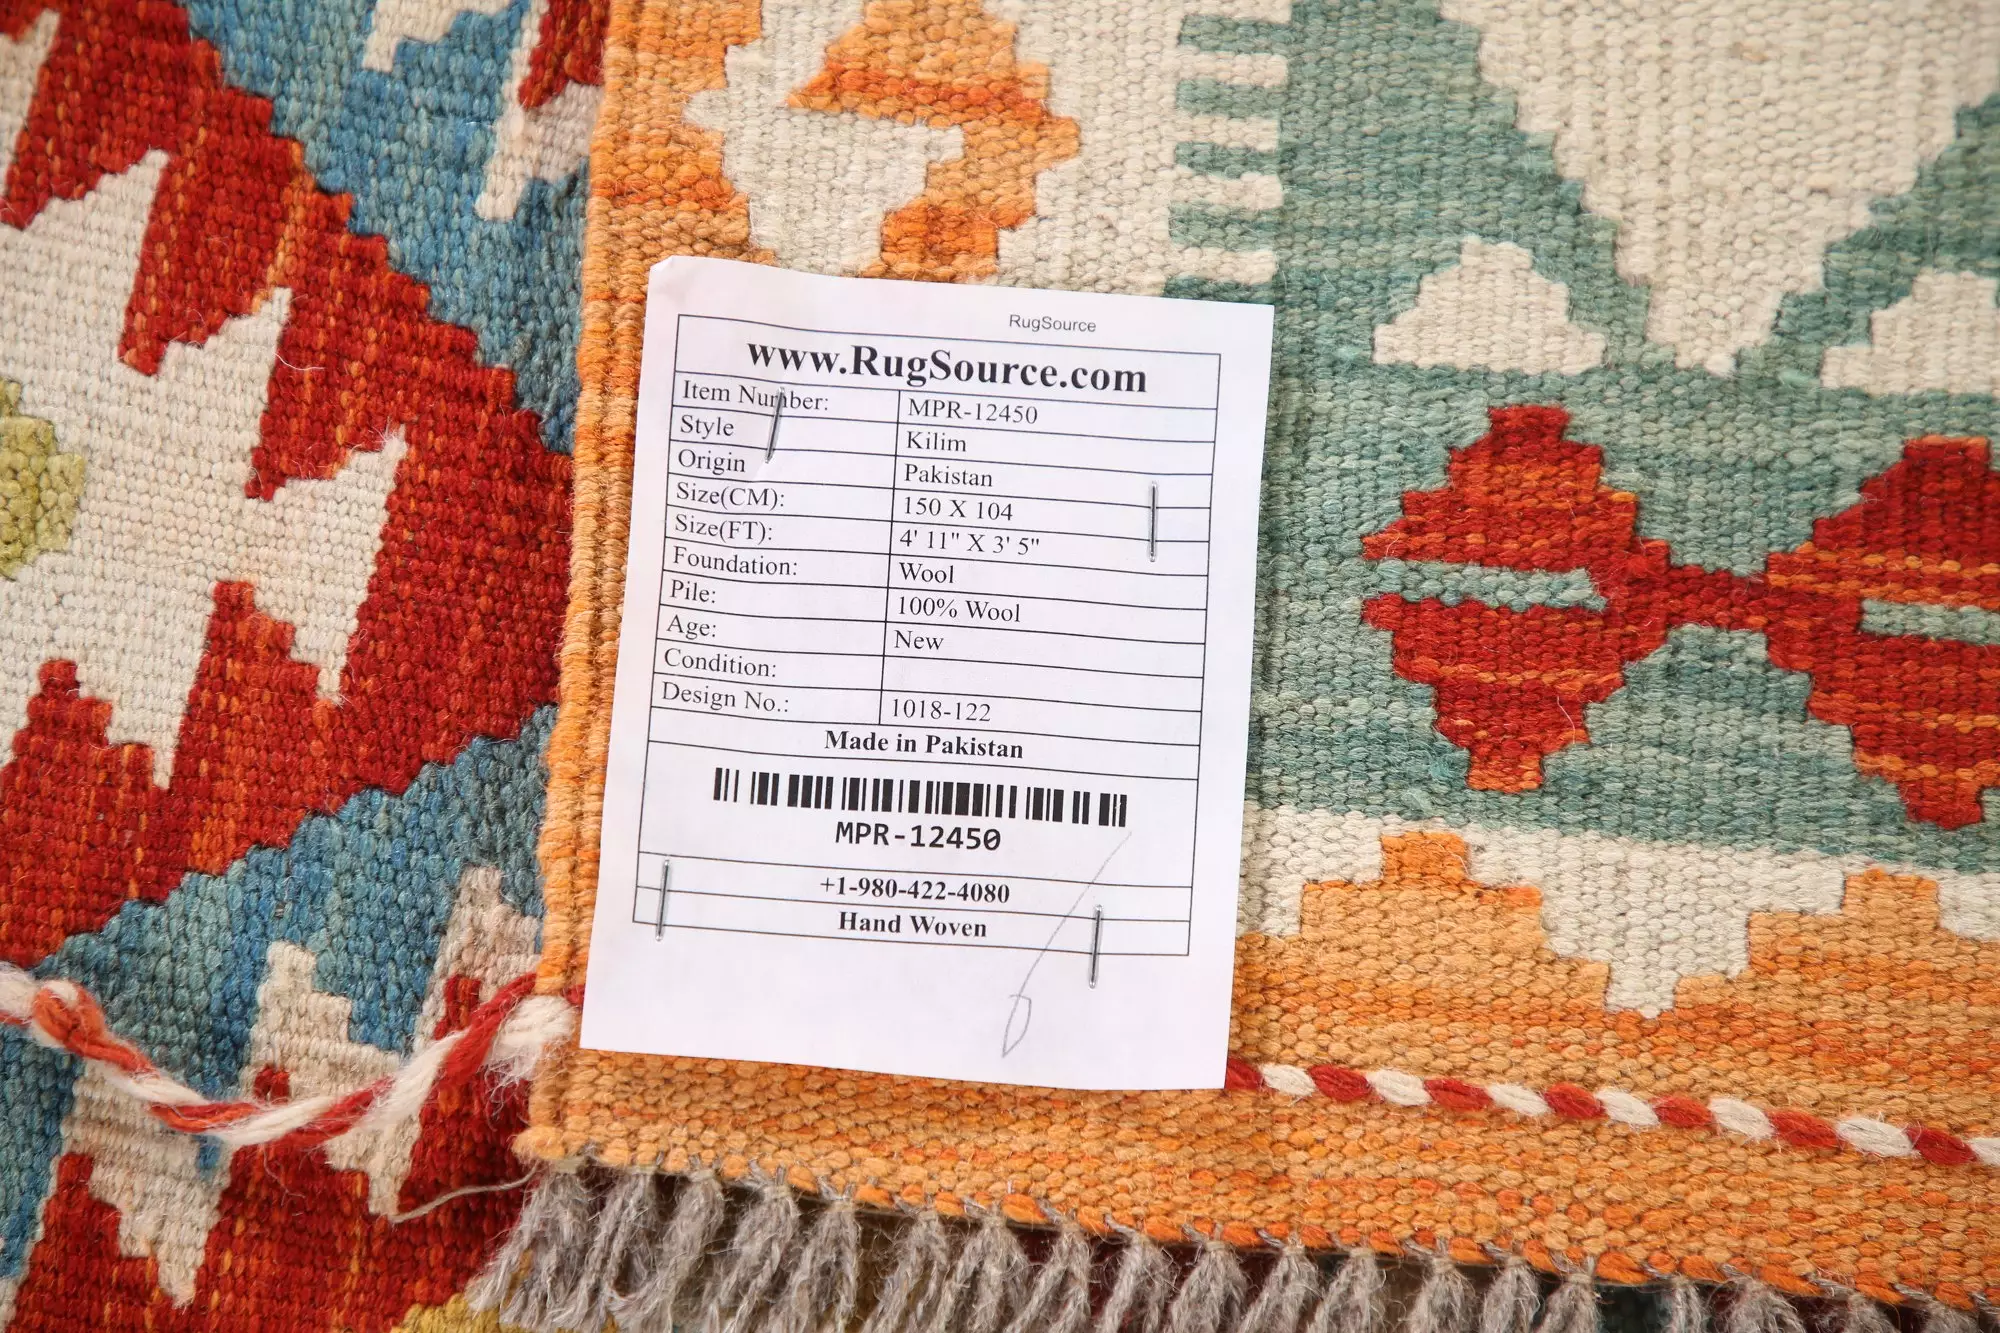 RugSource
www.RugSource.com
Item Number: MPR-12450
Style Kilim
Origin Pakistan
Size(CM): 150 X 104
Size(FT): 4' 11" X 3' 5"
Foundation: Wool
Pile: 100% Wool
Age: New
Condition:
Design No.: 1018-122
Made in Pakistan
MPR-12450
+1-980-422-4080
Hand Woven